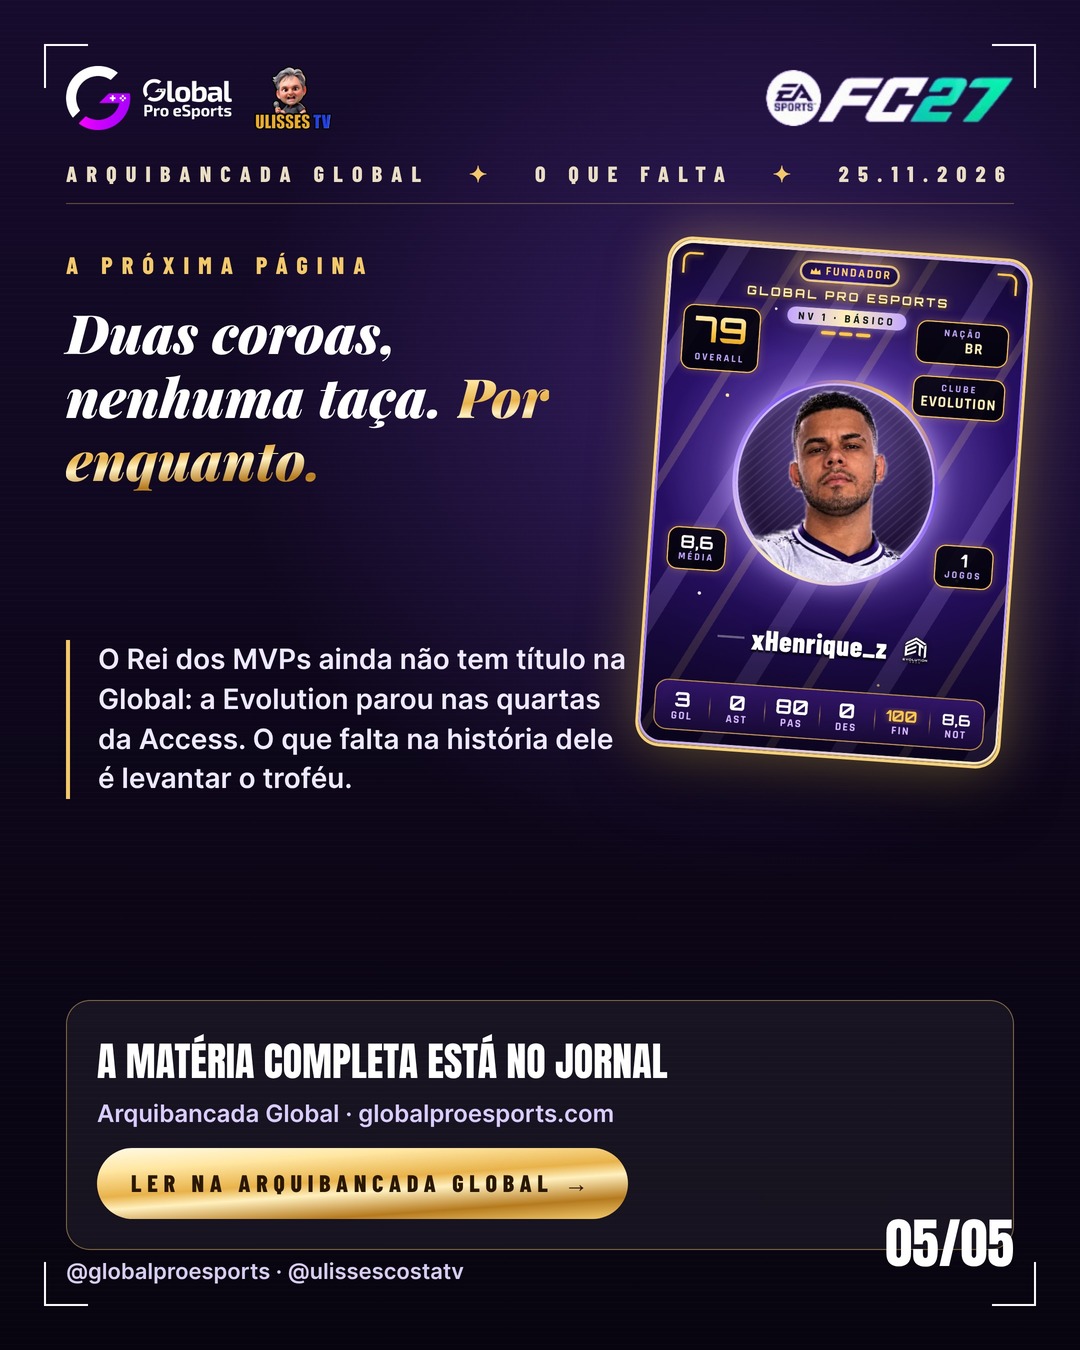 Global
Pro eSports
ULISSES TV
EA
SPORTS
FC27
ARQUIBANCADA GLOBAL ✦ O QUE FALTA ✦ 25.11.2026
A PRÓXIMA PÁGINA
Duas coroas,
nenhuma taça. Por
enquanto.
FUNDADOR
GLOBAL PRO ESPORTS
NV 1 · BÁSICO
79
OVERALL
NAÇÃO
BR
CLUBE
EVOLUTION
8,6
MÉDIA
1
JOGOS
xHenrique_z
EVOLUTION
3 0 80 0 100 8,6
GOL AST PAS DES FIN NOT
O Rei dos MVPs ainda não tem título na
Global: a Evolution parou nas quartas
da Access. O que falta na história dele
é levantar o troféu.
A MATÉRIA COMPLETA ESTÁ NO JORNAL
Arquibancada Global · globalproesports.com
LER NA ARQUIBANCADA GLOBAL →
05/05
@globalproesports · @ulissescostatv